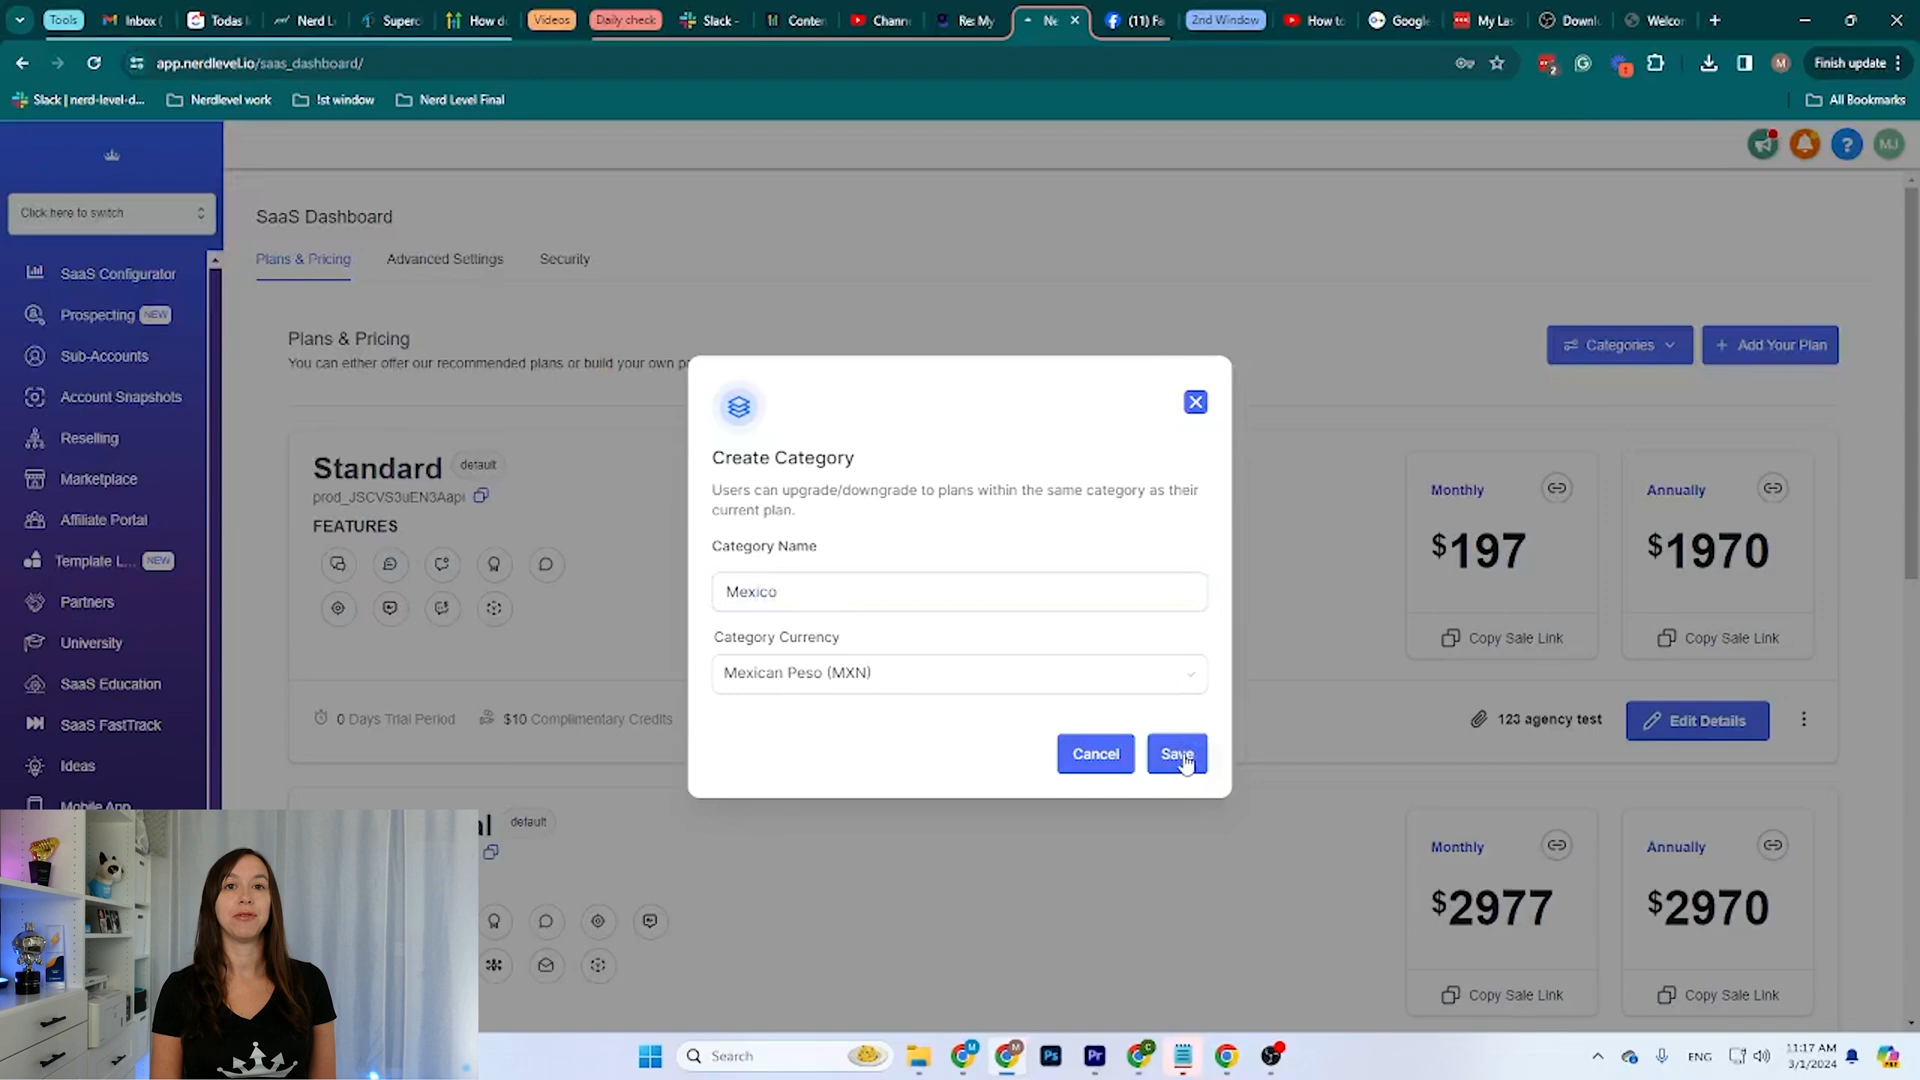 Tools
Inbox (
Todas l
Nerd L
Superc
How d
Videos
Daily check
Slack -
Conten
Chann
Re: My
Ne
(11) Fa
2nd Window
How to
Google
My Las
Downl
Welco
app.nerdlevel.io/saas_dashboard/
Finish update
Slack | nerd-level-d...
Nerdlevel work
!st window
Nerd Level Final
All Bookmarks
MJ
Click here to switch
SaaS Configurator
Prospecting NEW
Sub-Accounts
Account Snapshots
Reselling
Marketplace
Affiliate Portal
Template L... NEW
Partners
University
SaaS Education
SaaS FastTrack
Ideas
Mobile App
SaaS Dashboard
Plans & Pricing
Advanced Settings
Security
Plans & Pricing
You can either offer our recommended plans or build your own p
Categories
+ Add Your Plan
Standard default
prod_JSCVS3uEN3Aapi
FEATURES
Monthly
$197
Copy Sale Link
Annually
$1970
Copy Sale Link
0 Days Trial Period
$10 Complimentary Credits
123 agency test
Edit Details
Create Category
Users can upgrade/downgrade to plans within the same category as their
current plan.
Category Name
Mexico
Category Currency
Mexican Peso (MXN)
Cancel
Save
al default
Monthly
$2977
Copy Sale Link
Annually
$2970
Copy Sale Link
Search
ENG
11:17 AM
3/1/2024